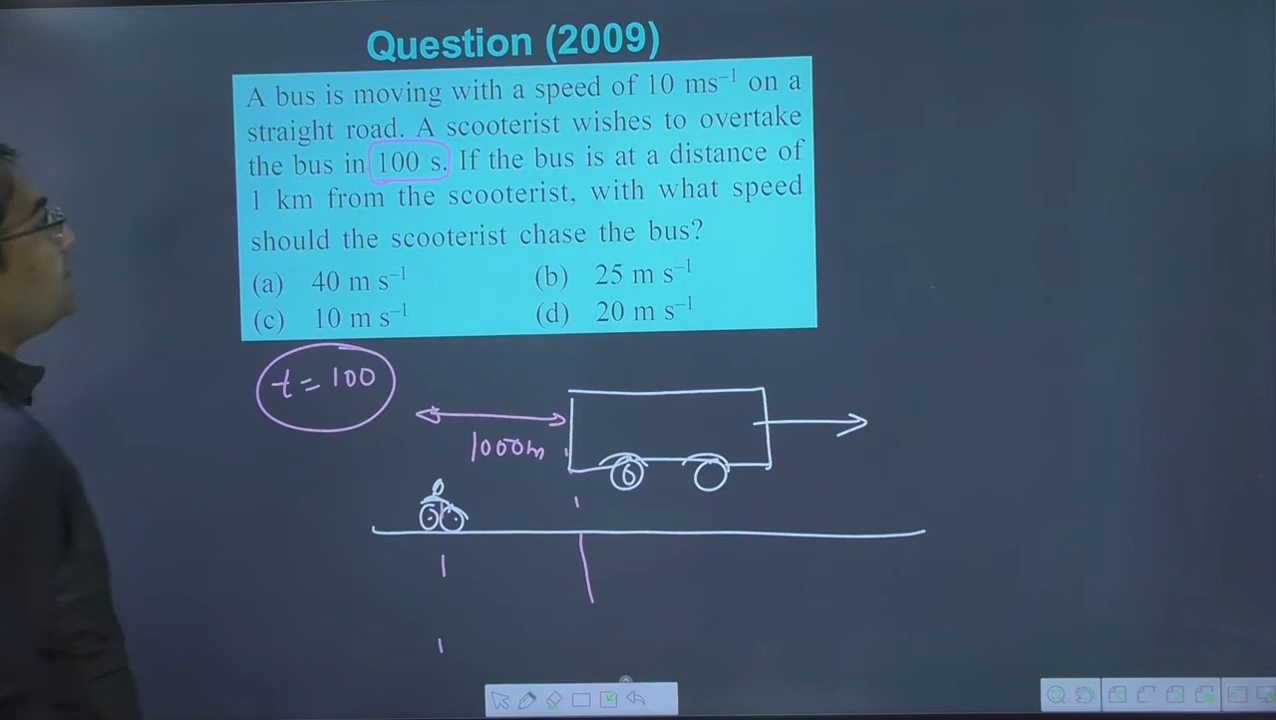 Question (2009)
A bus is moving with a speed of 10 ms⁻¹ on a
straight road. A scooterist wishes to overtake
the bus in 100 s. If the bus is at a distance of
1 km from the scooterist, with what speed
should the scooterist chase the bus?
(a) 40 m s⁻¹ (b) 25 m s⁻¹
(c) 10 m s⁻¹ (d) 20 m s⁻¹
t = 100
1000m